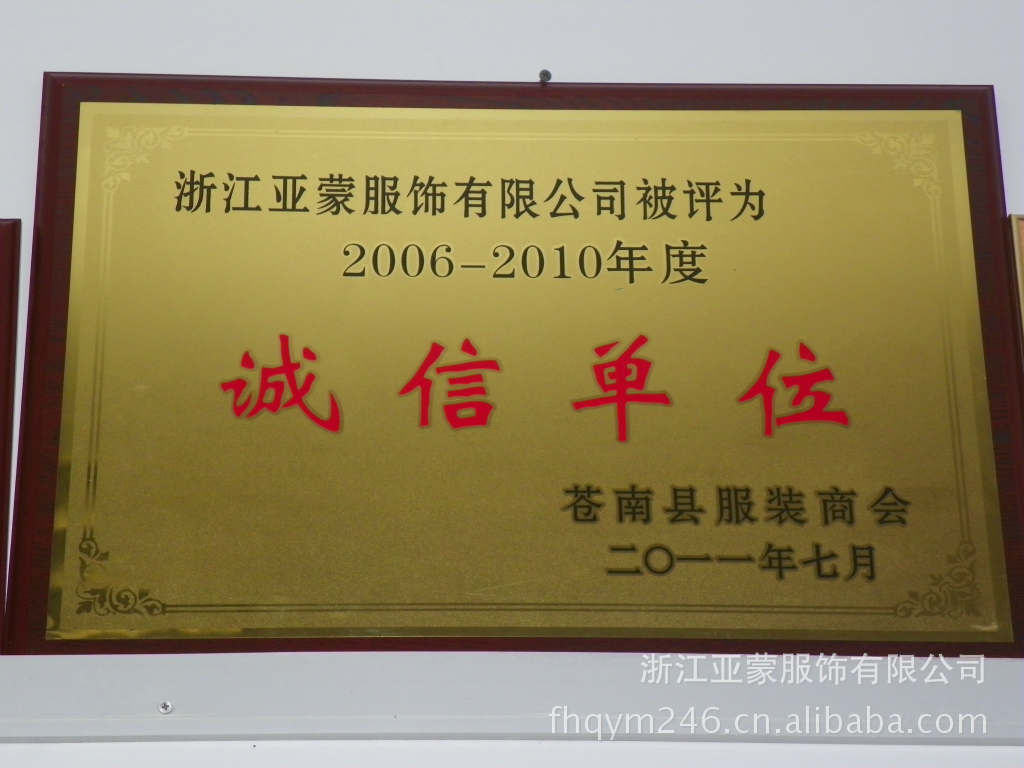 浙江亚蒙服饰有限公司被评为
2006-2010年度
诚信单位
苍南县服装商会
二〇一一年七月
浙江亚蒙服饰有限公司
fhqym246.cn.alibaba.com